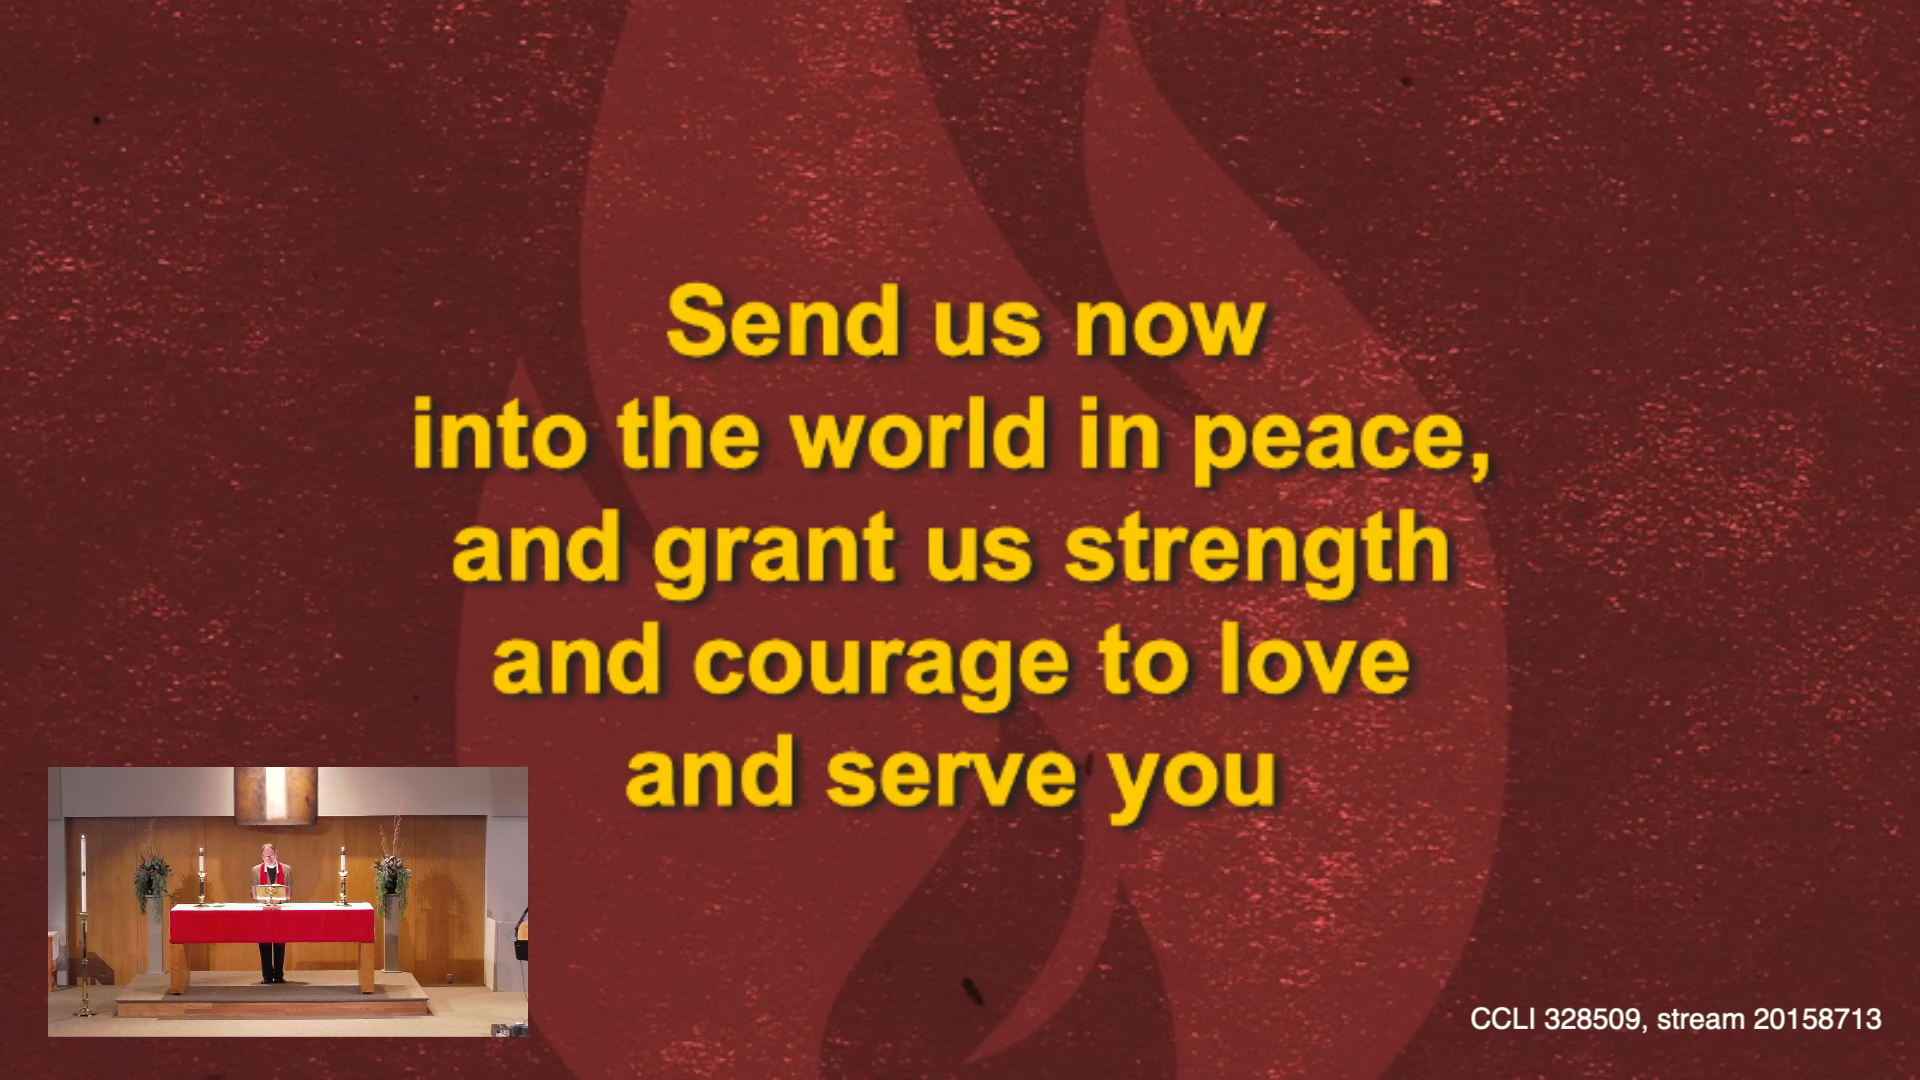 Send us now
into the world in peace,
and grant us strength
and courage to love
and serve you
CCLI 328509, stream 20158713